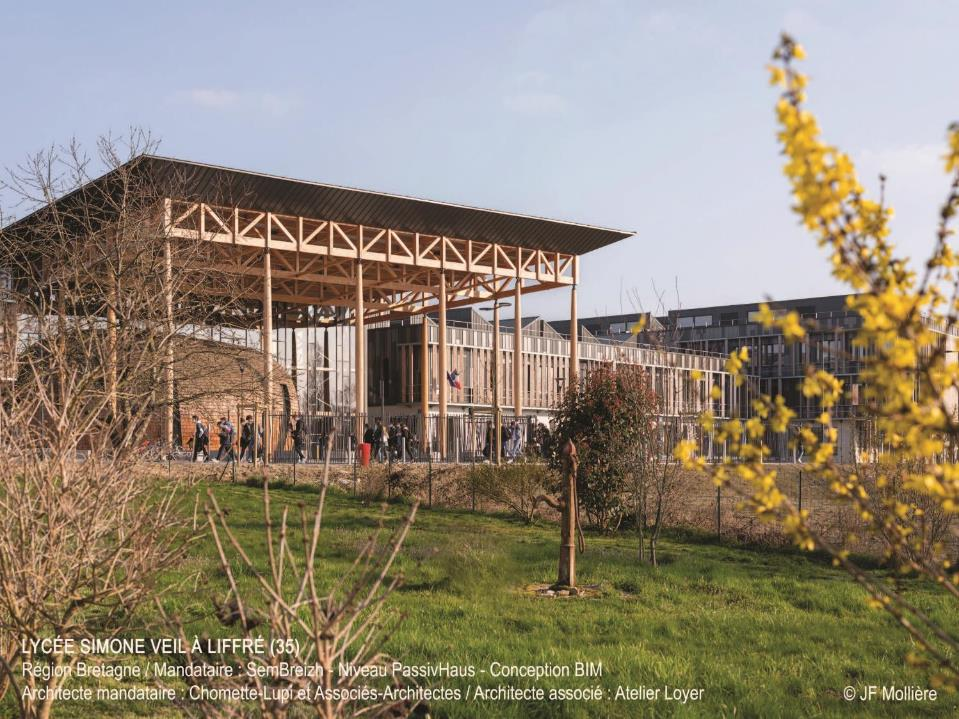 LYCÉE SIMONE VEIL À LIFFRÉ (35)
Région Bretagne / Mandataire : SemBreizh - Niveau PassivHaus - Conception BIM
Architecte mandataire : Chomette-Lupi et Associés-Architectes / Architecte associé : Atelier Loyer
© JF Mollière